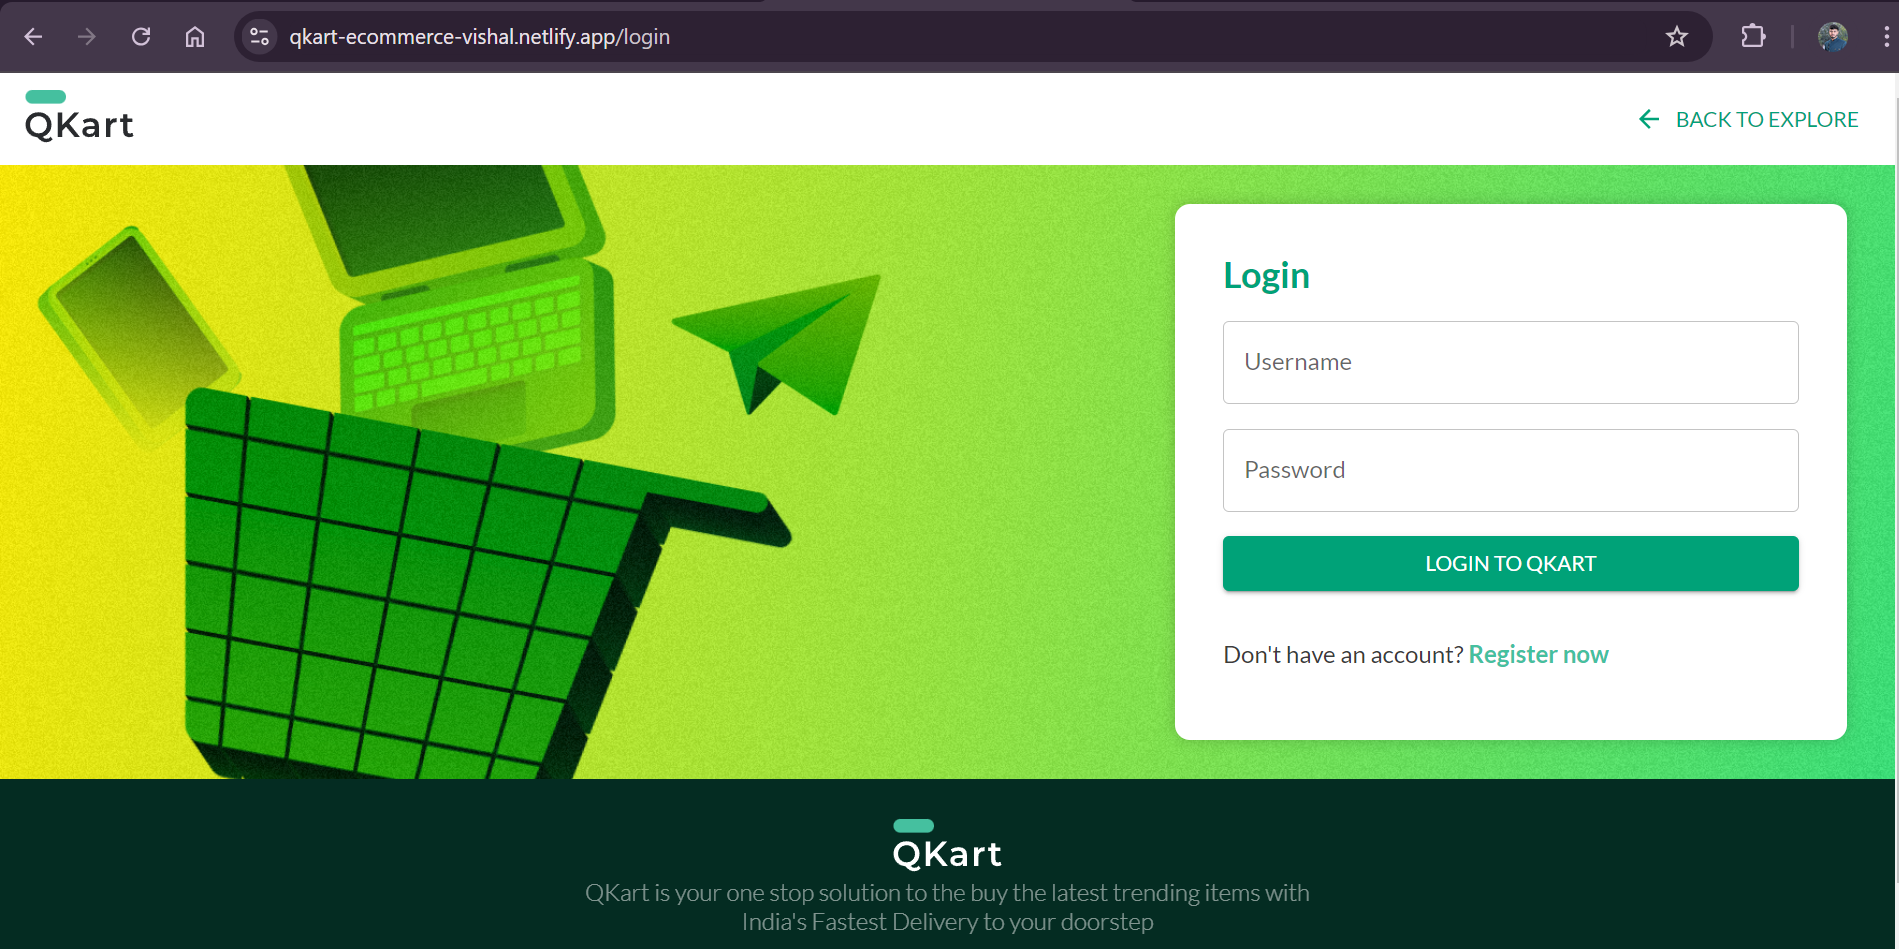 qkart-ecommerce-vishal.netlify.app/login
QKart
BACK TO EXPLORE
Login
Username
Password
LOGIN TO QKART
Don't have an account? Register now
QKart
QKart is your one stop solution to the buy the latest trending items with
India's Fastest Delivery to your doorstep